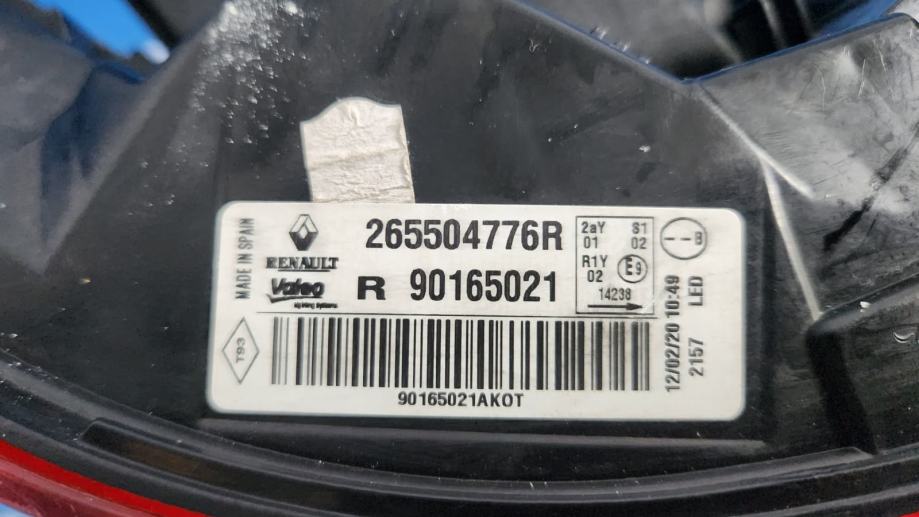 MADE IN SPAIN
RENAULT
265504776R
Valeo
R 90165021
2aY S1
01 02
R1Y
02
E9
14238
--B
12/02/20 10:49
2157 LED
T93
90165021AKOT